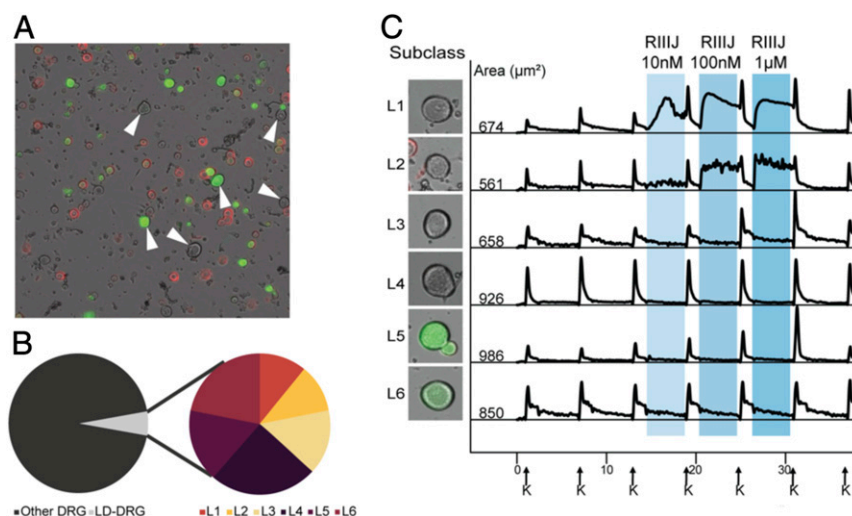 A
B
Other DRG LD-DRG L1 L2 L3 L4 L5 L6
C
Subclass
Area (µm²)
RIIIJ
10nM
RIIIJ
100nM
RIIIJ
1µM
L1
674
L2
561
L3
658
L4
926
L5
986
L6
850
0 10 20 30
K K K K K K K